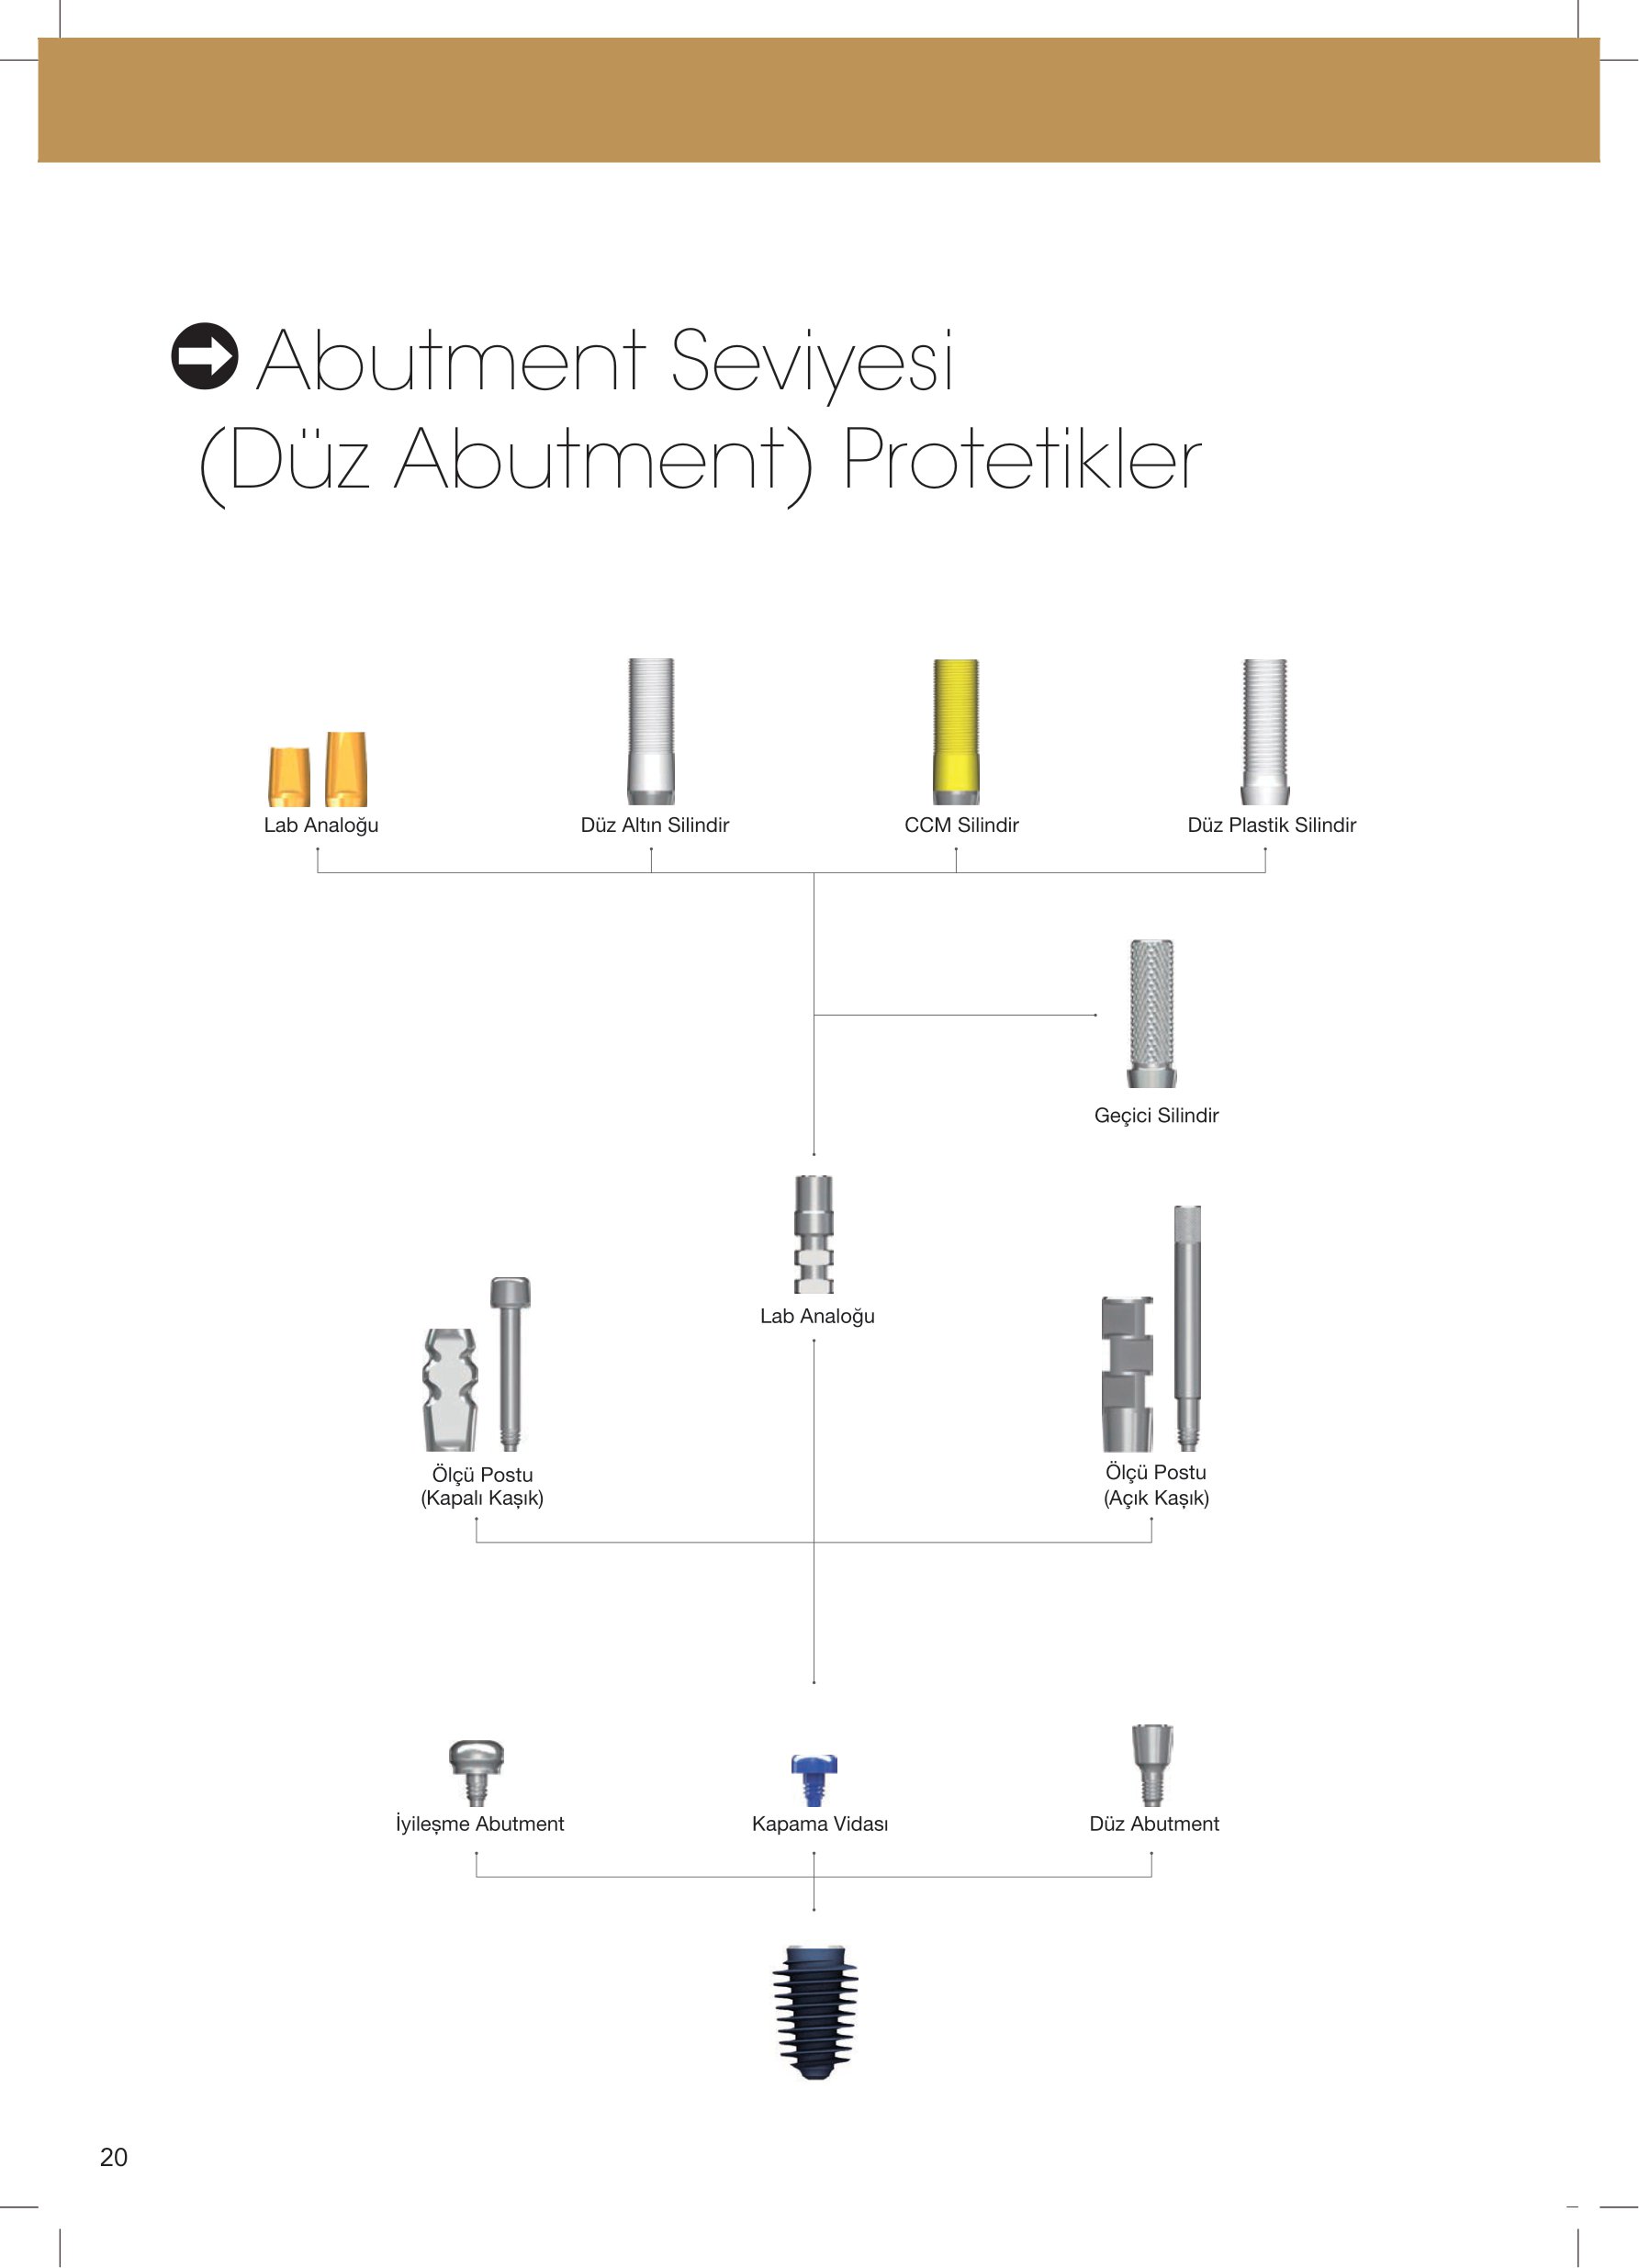 Abutment Seviyesi
(Düz Abutment) Protetikler
Lab Analoğu
Düz Altın Silindir
CCM Silindir
Düz Plastik Silindir
Geçici Silindir
Lab Analoğu
Ölçü Postu
(Kapalı Kaşık)
Ölçü Postu
(Açık Kaşık)
İyileşme Abutment
Kapama Vidası
Düz Abutment
20